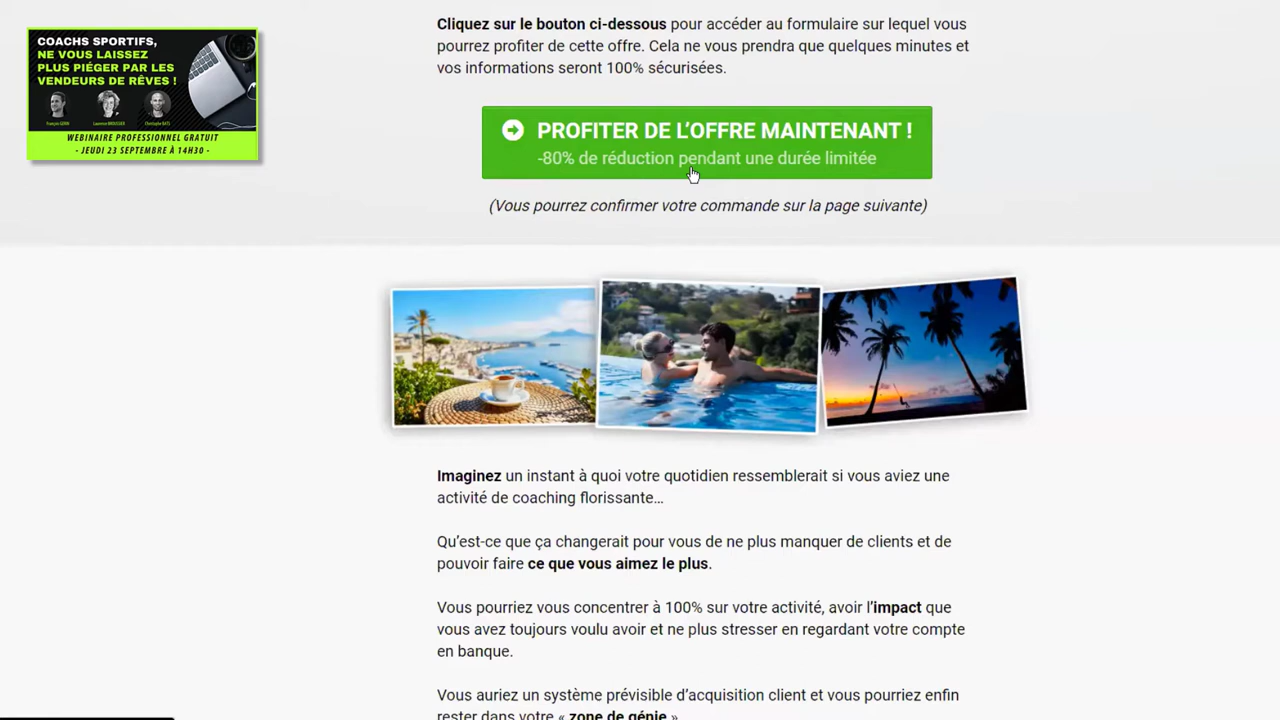 COACHS SPORTIFS,
NE VOUS LAISSEZ
PLUS PIÉGER PAR LES
VENDEURS DE RÊVES !
WEBINAIRE PROFESSIONNEL GRATUIT
- JEUDI 23 SEPTEMBRE À 14H30 -
Cliquez sur le bouton ci-dessous pour accéder au formulaire sur lequel vous
pourrez profiter de cette offre. Cela ne vous prendra que quelques minutes et
vos informations seront 100% sécurisées.
PROFITER DE L’OFFRE MAINTENANT !
-80% de réduction pendant une durée limitée
(Vous pourrez confirmer votre commande sur la page suivante)
Imaginez un instant à quoi votre quotidien ressemblerait si vous aviez une
activité de coaching florissante…
Qu’est-ce que ça changerait pour vous de ne plus manquer de clients et de
pouvoir faire ce que vous aimez le plus.
Vous pourriez vous concentrer à 100% sur votre activité, avoir l’impact que
vous avez toujours voulu avoir et ne plus stresser en regardant votre compte
en banque.
Vous auriez un système prévisible d’acquisition client et vous pourriez enfin
rester dans votre « zone de génie ».